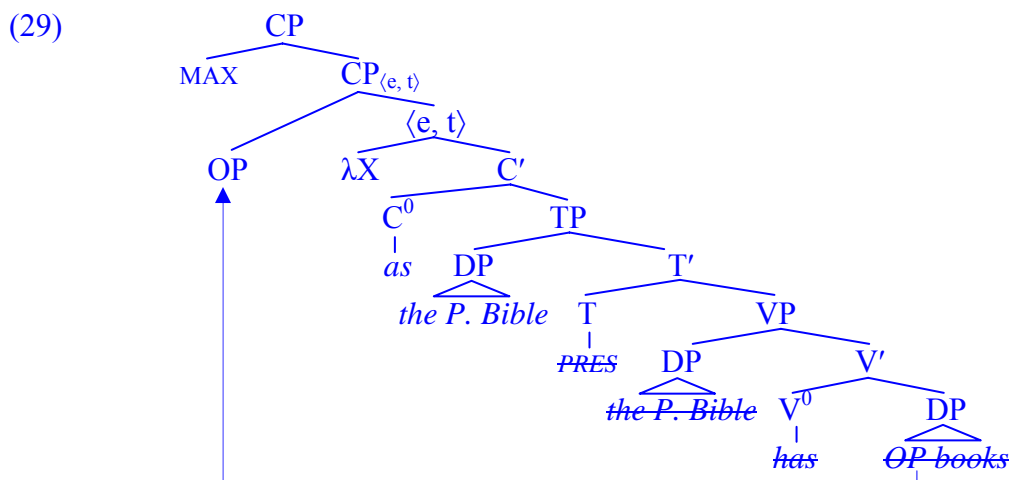 (29) CP
MAX CP⟨e, t⟩
⟨e, t⟩
OP λX C′
C⁰ TP
as DP T′
the P. Bible T VP
PRES DP V′
the P. Bible V⁰ DP
has OP books